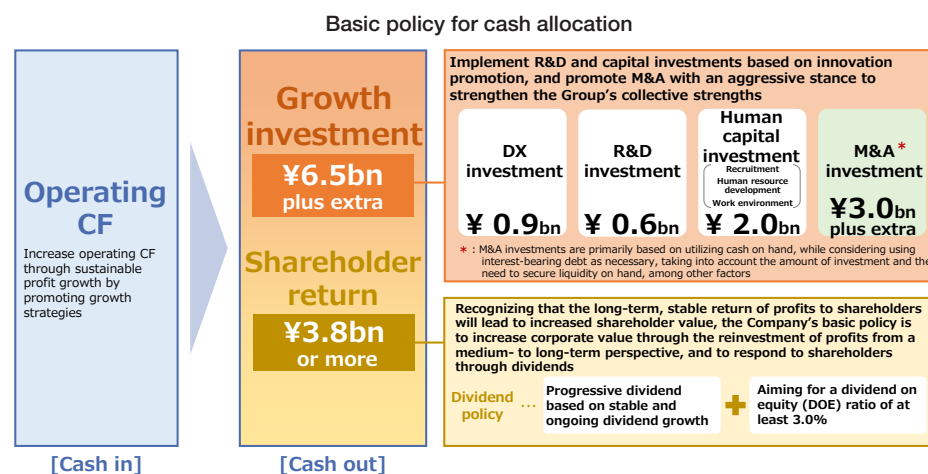 Basic policy for cash allocation
Operating
CF
Increase operating CF
through sustainable
profit growth by
promoting growth
strategies
[Cash in]
Growth
investment
¥6.5bn
plus extra
Shareholder
return
¥3.8bn
or more
[Cash out]
Implement R&D and capital investments based on innovation
promotion, and promote M&A with an aggressive stance to
strengthen the Group's collective strengths
DX
investment
¥ 0.9bn
R&D
investment
¥ 0.6bn
Human
capital
investment
Recruitment
Human resource
development
Work environment
¥ 2.0bn
M&A*
investment
¥3.0bn
plus extra
* : M&A investments are primarily based on utilizing cash on hand, while considering using
interest-bearing debt as necessary, taking into account the amount of investment and the
need to secure liquidity on hand, among other factors
Recognizing that the long-term, stable return of profits to shareholders
will lead to increased shareholder value, the Company's basic policy is
to increase corporate value through the reinvestment of profits from a
medium- to long-term perspective, and to respond to shareholders
through dividends
Dividend
policy
...
Progressive dividend
based on stable and
ongoing dividend growth
+
Aiming for a dividend on
equity (DOE) ratio of at
least 3.0%